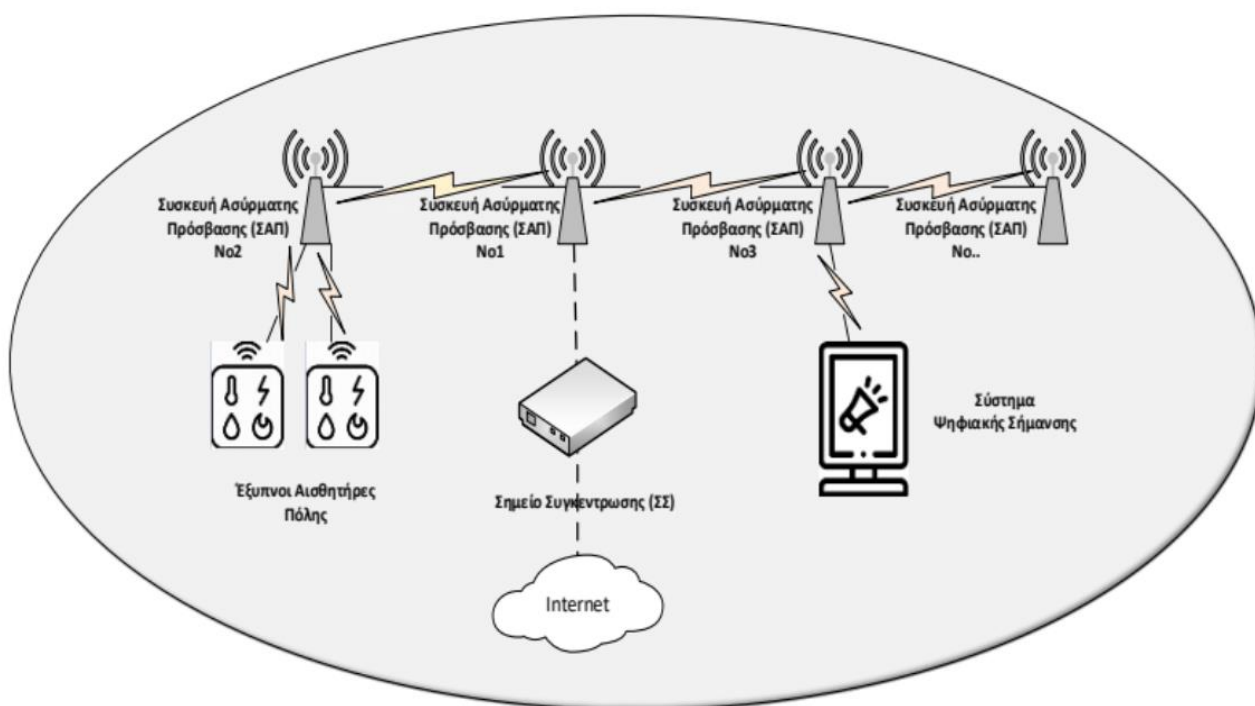 Συσκευή Ασύρματης
Πρόσβασης (ΣΑΠ)
Νο2
Συσκευή Ασύρματης
Πρόσβασης (ΣΑΠ)
Νο1
Συσκευή Ασύρματης
Πρόσβασης (ΣΑΠ)
Νο3
Συσκευή Ασύρματης
Πρόσβασης (ΣΑΠ)
Νο..
Έξυπνοι Αισθητήρες
Πόλης
Σημείο Συγκέντρωσης (ΣΣ)
Σύστημα
Ψηφιακής Σήμανσης
Internet